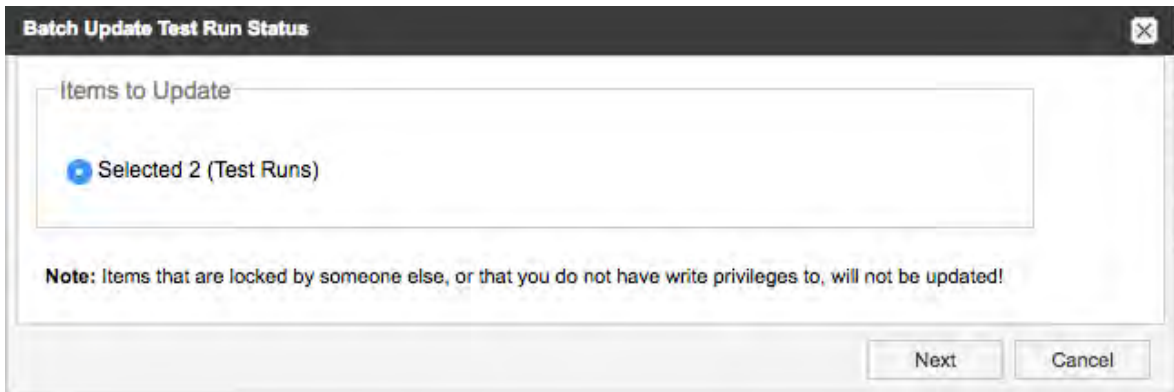 Batch Update Test Run Status
Items to Update
Selected 2 (Test Runs)
Note: Items that are locked by someone else, or that you do not have write privileges to, will not be updated!
Next Cancel